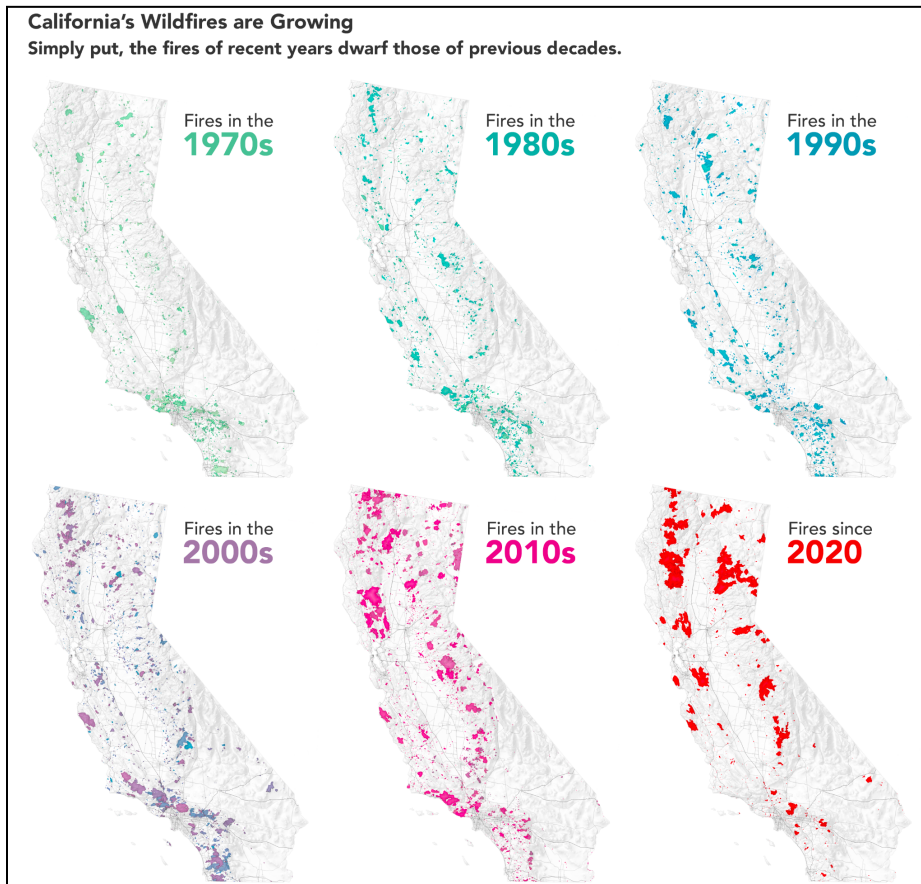 California’s Wildfires are Growing
Simply put, the fires of recent years dwarf those of previous decades.
Fires in the
1970s
Fires in the
1980s
Fires in the
1990s
Fires in the
2000s
Fires in the
2010s
Fires since
2020